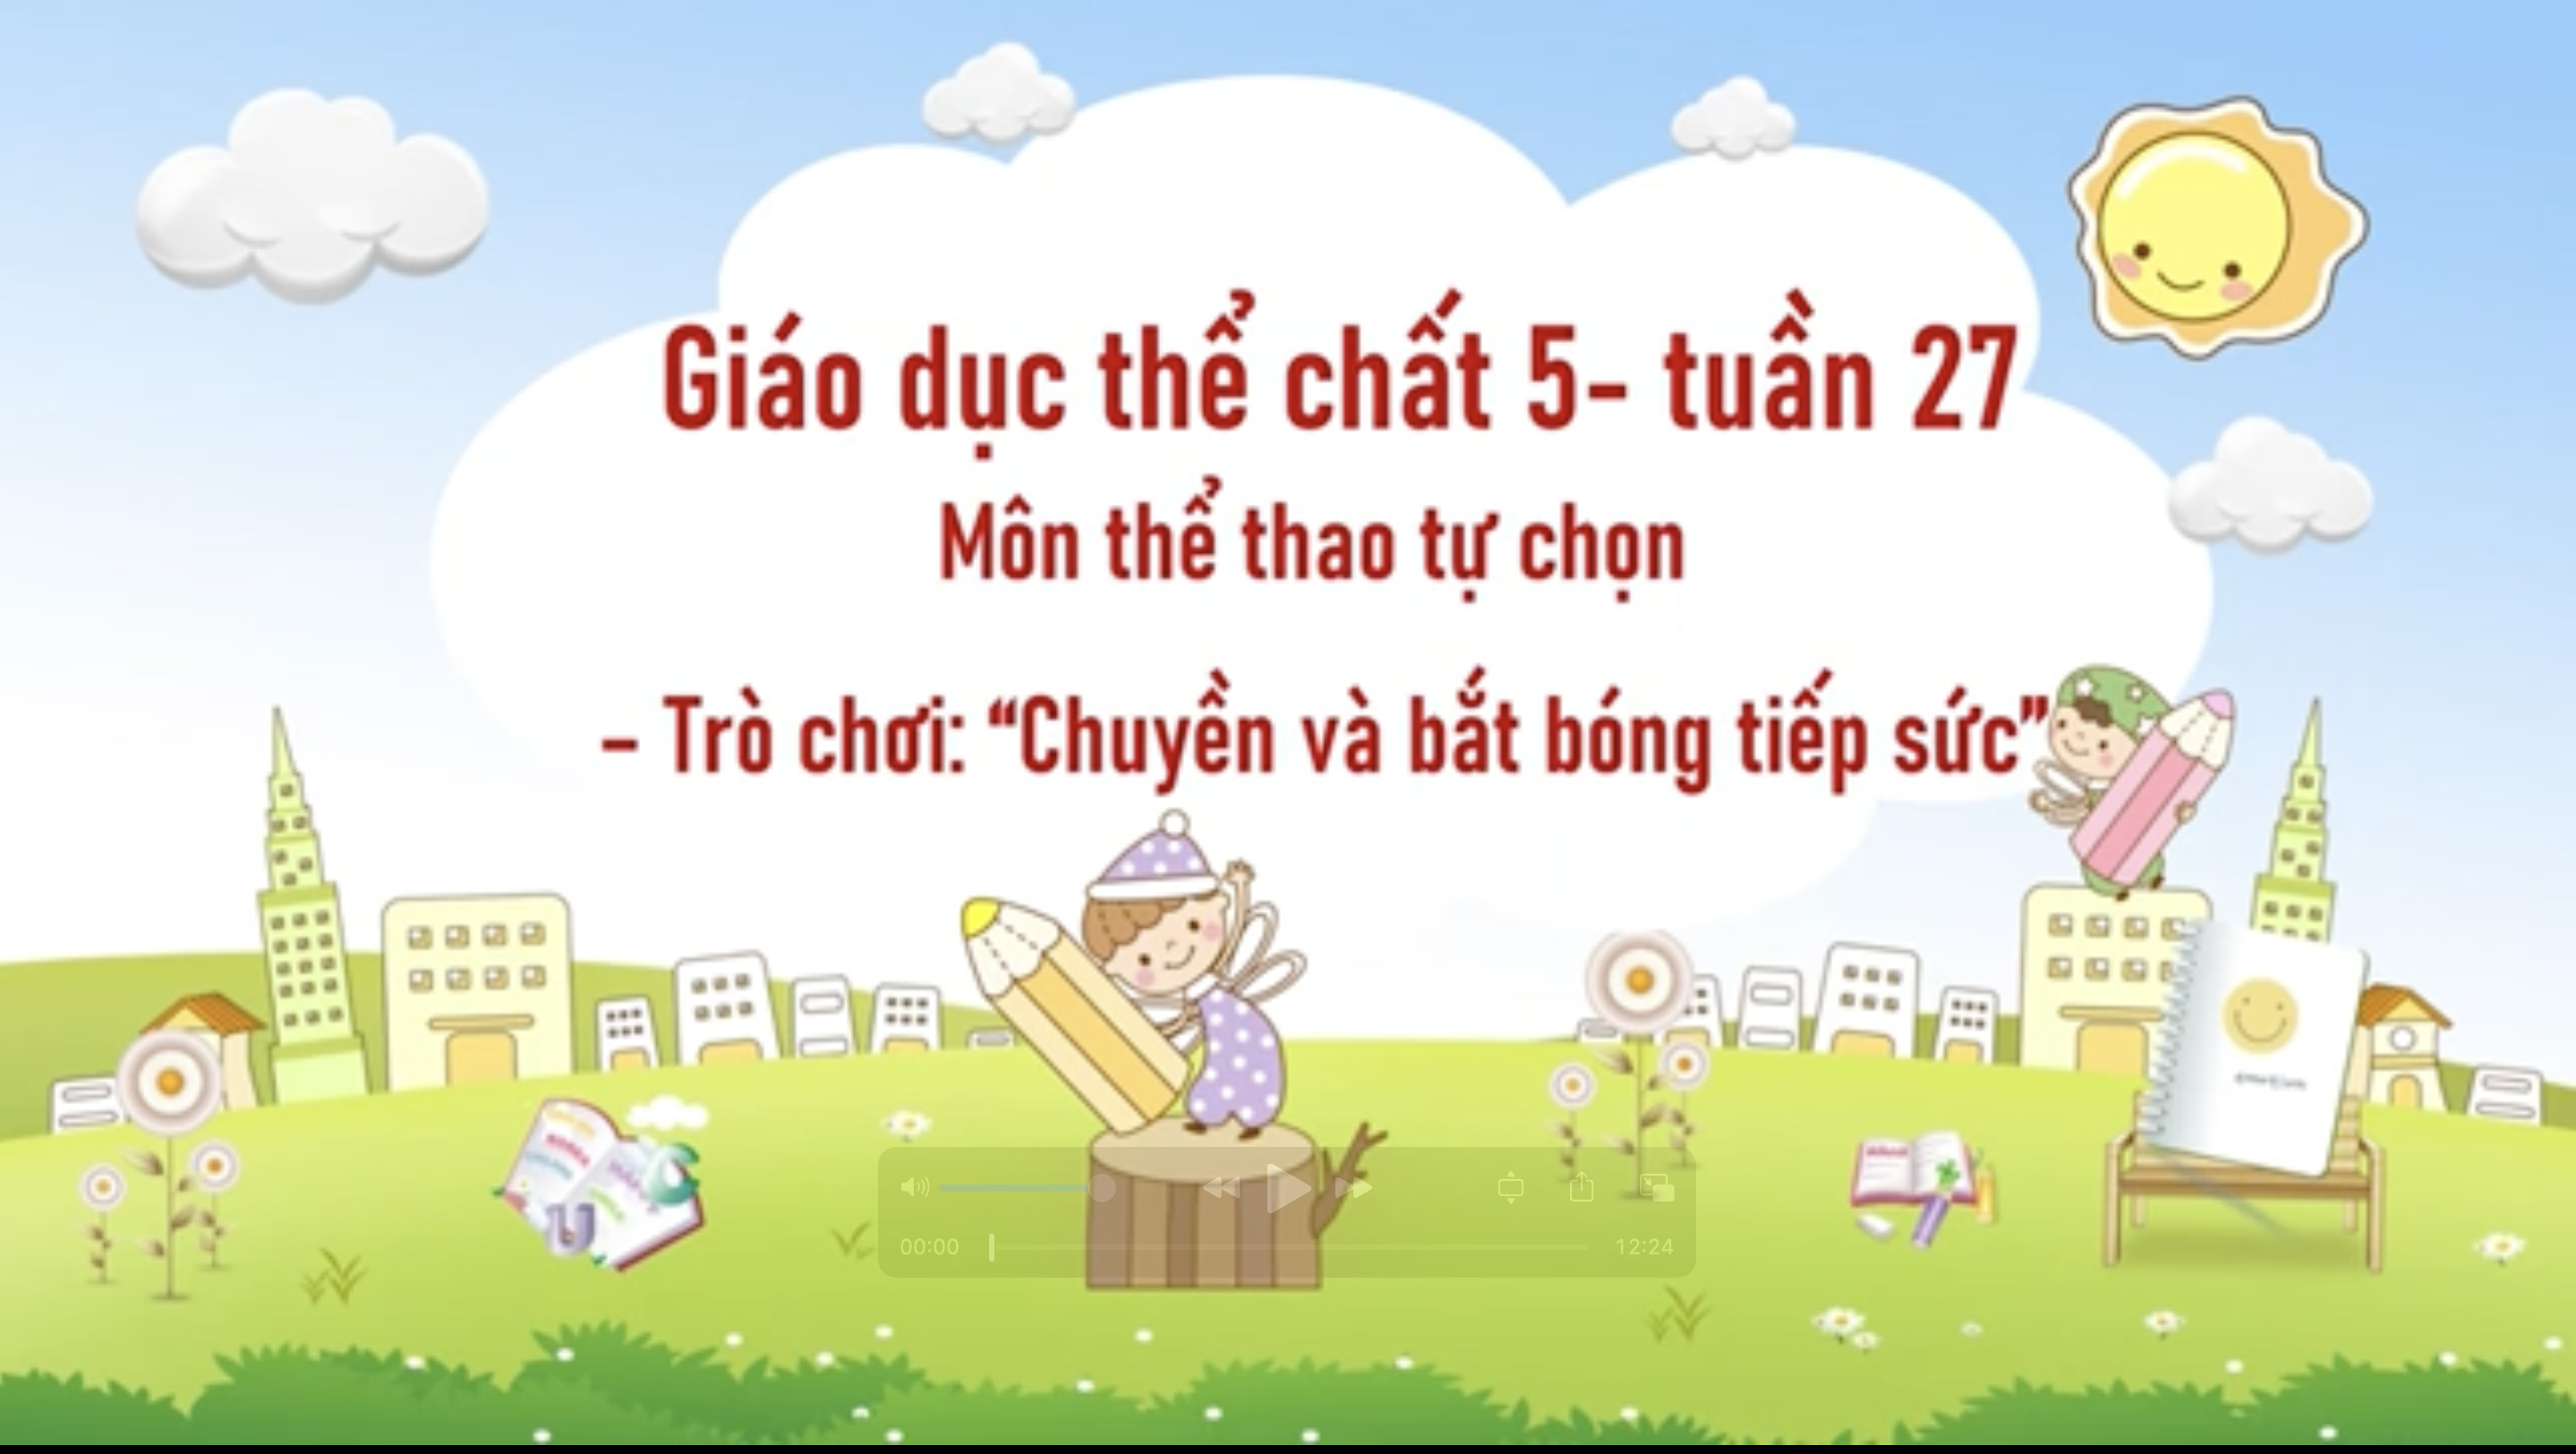 Giáo dục thể chất 5- tuần 27
Môn thể thao tự chọn
– Trò chơi: “Chuyền và bắt bóng tiếp sức”
00:00
12:24